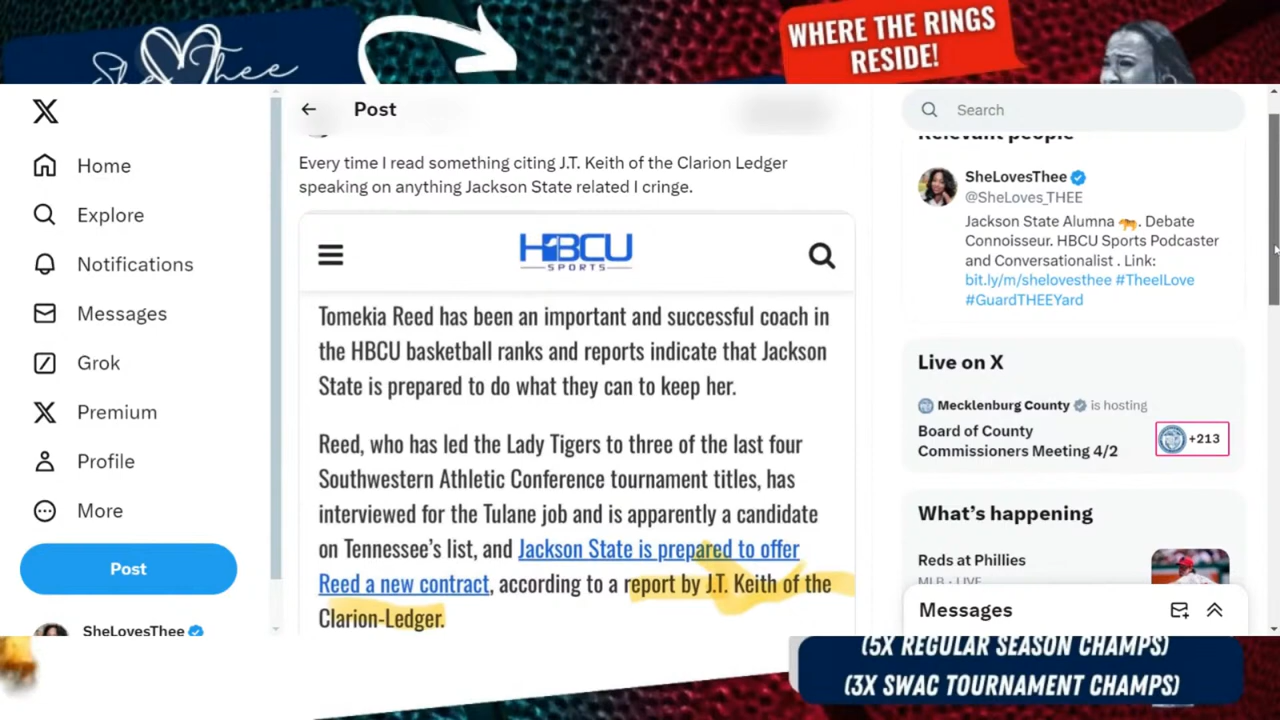 SheThee
WHERE THE RINGS
RESIDE!
Post
Search
Every time I read something citing J.T. Keith of the Clarion Ledger
speaking on anything Jackson State related I cringe.
HBCU
SPORTS
Tomekia Reed has been an important and successful coach in
the HBCU basketball ranks and reports indicate that Jackson
State is prepared to do what they can to keep her.
Reed, who has led the Lady Tigers to three of the last four
Southwestern Athletic Conference tournament titles, has
interviewed for the Tulane job and is apparently a candidate
on Tennessee's list, and Jackson State is prepared to offer
Reed a new contract, according to a report by J.T. Keith of the
Clarion-Ledger.
Home
Explore
Notifications
Messages
Grok
Premium
Profile
More
Post
SheLovesThee
Relevant people
SheLovesThee
@SheLoves_THEE
Jackson State Alumna 🐅. Debate
Connoisseur. HBCU Sports Podcaster
and Conversationalist . Link:
bit.ly/m/shelovesthee #TheeILove
#GuardTHEEYard
Live on X
Mecklenburg County is hosting
Board of County
Commissioners Meeting 4/2
+213
What's happening
Reds at Phillies
MLB · LIVE
Messages
(5X REGULAR SEASON CHAMPS)
(3X SWAC TOURNAMENT CHAMPS)